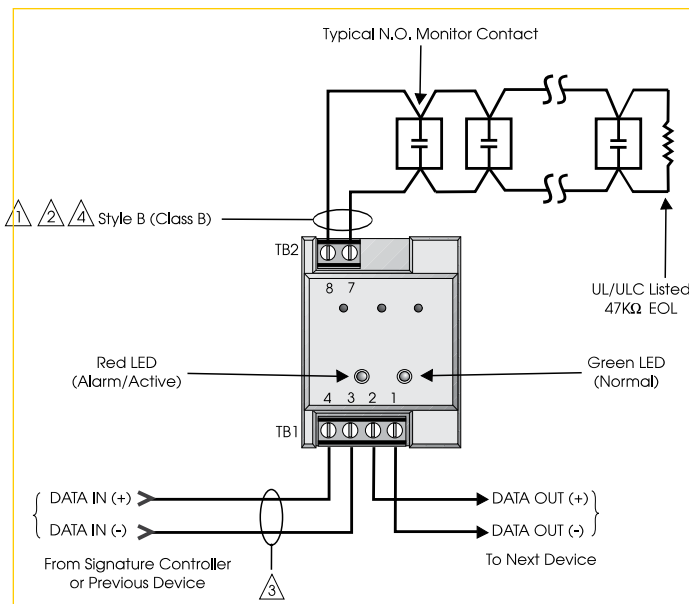 Typical N.O. Monitor Contact
1 2 4 Style B (Class B)
TB2
8 7
UL/ULC Listed
47KΩ EOL
Red LED
(Alarm/Active)
Green LED
(Normal)
4 3 2 1
TB1
DATA IN (+)
DATA OUT (+)
DATA IN (-)
DATA OUT (-)
From Signature Controller
or Previous Device
3
To Next Device